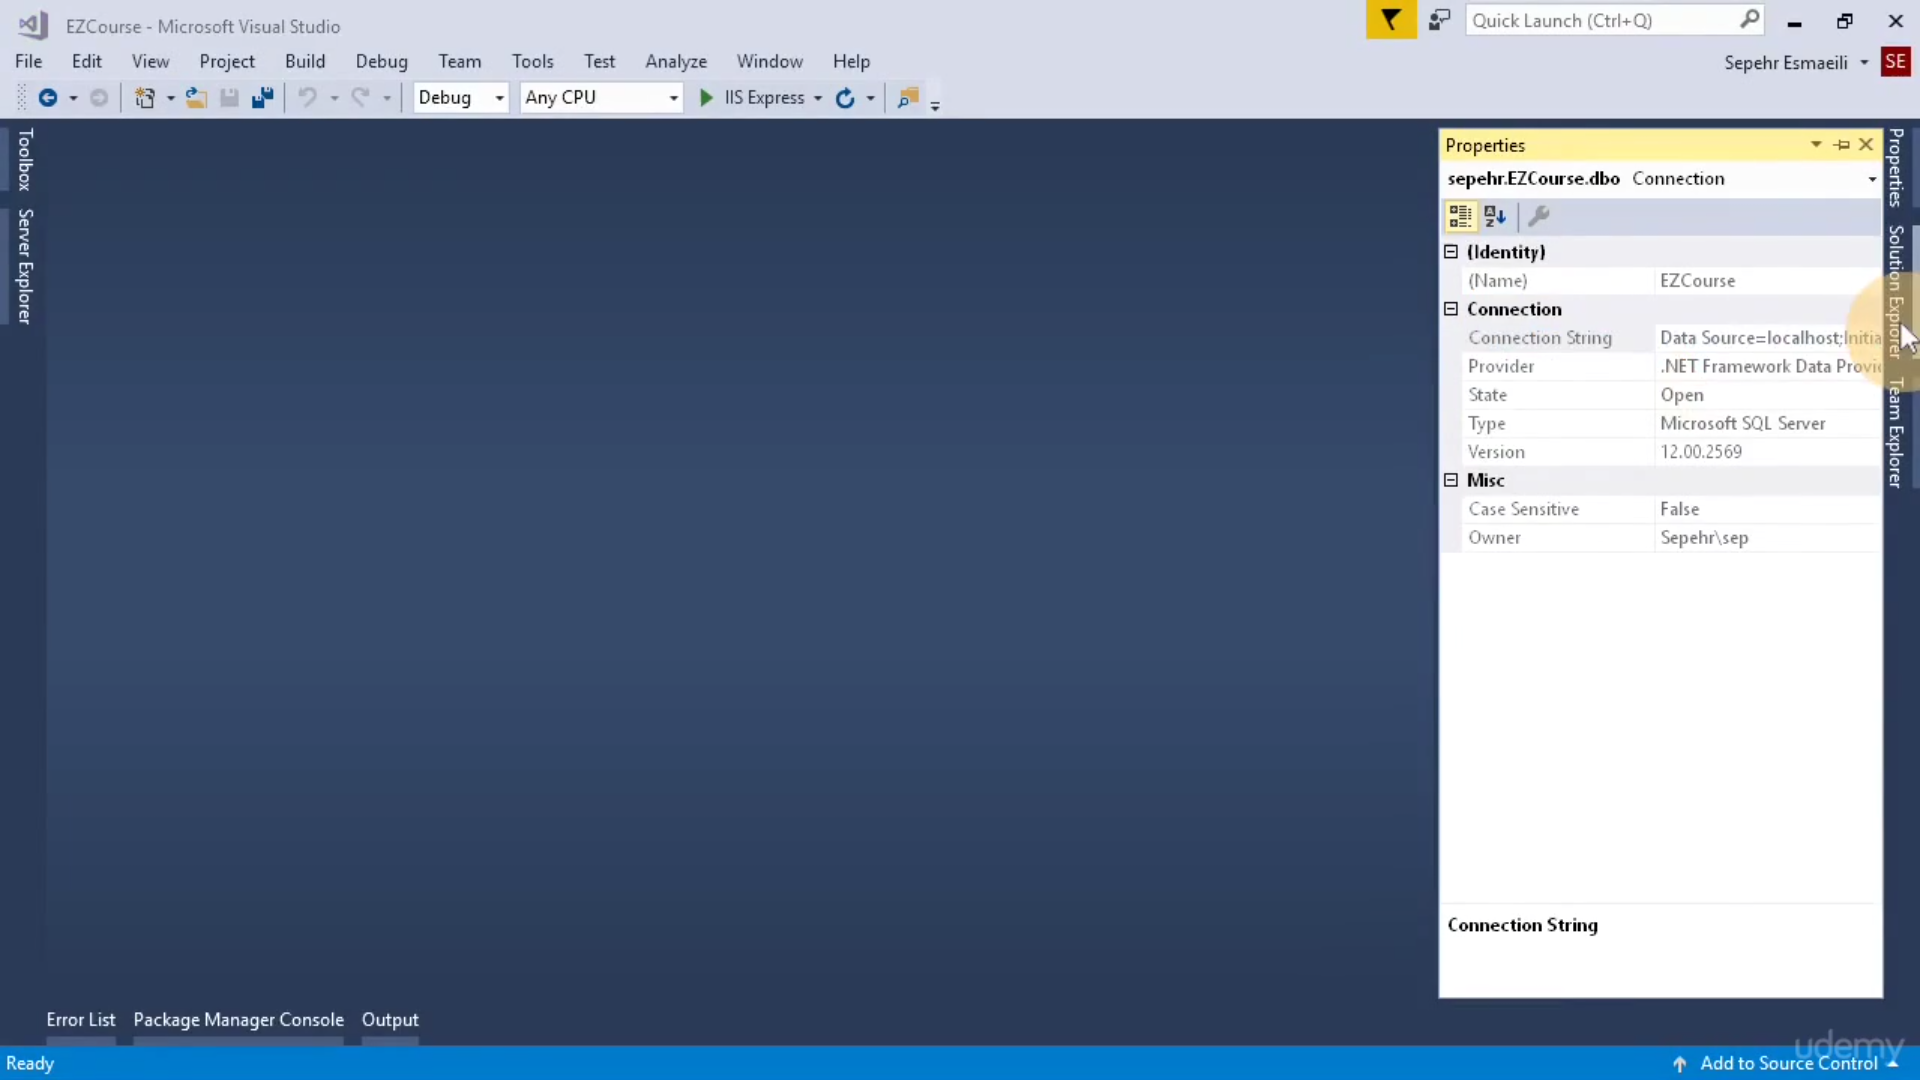 EZCourse - Microsoft Visual Studio
Quick Launch (Ctrl+Q)
File Edit View Project Build Debug Team Tools Test Analyze Window Help
Sepehr Esmaeili SE
Debug Any CPU IIS Express
Toolbox
Server Explorer
Properties
sepehr.EZCourse.dbo Connection
(Identity)
(Name) EZCourse
Connection
Connection String Data Source=localhost;Initia
Provider .NET Framework Data Provi
State Open
Type Microsoft SQL Server
Version 12.00.2569
Misc
Case Sensitive False
Owner Sepehr\sep
Connection String
Properties
Solution Explorer
Team Explorer
Error List Package Manager Console Output
udemy
Ready
Add to Source Control